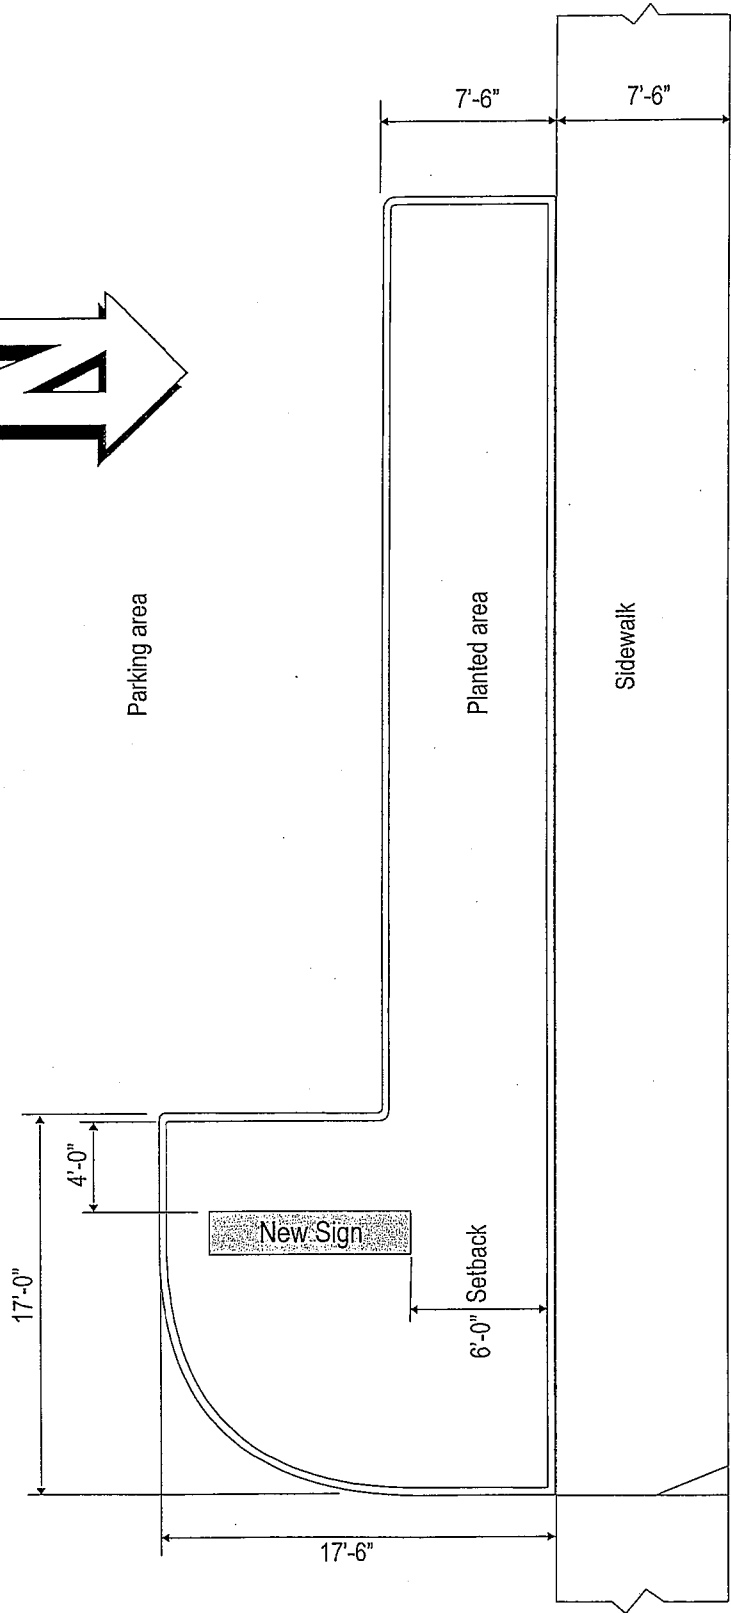 7'-6"
7'-6"
N
Parking area
Planted area
Sidewalk
4'-0"
17'-0"
New Sign
6'-0" Setback
17'-6"